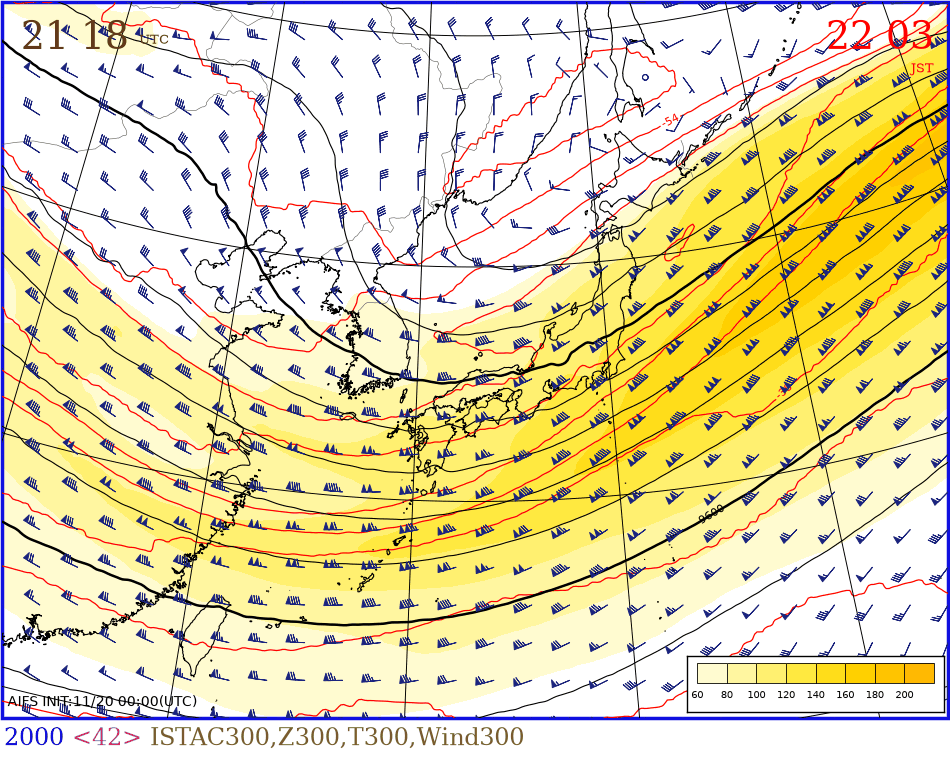 21 18 UTC
22 03
JST
-54
9600
60 80 100 120 140 160 180 200
AIFS INIT:11/20 00:00(UTC)
2000 <42> ISTAC300,Z300,T300,Wind300